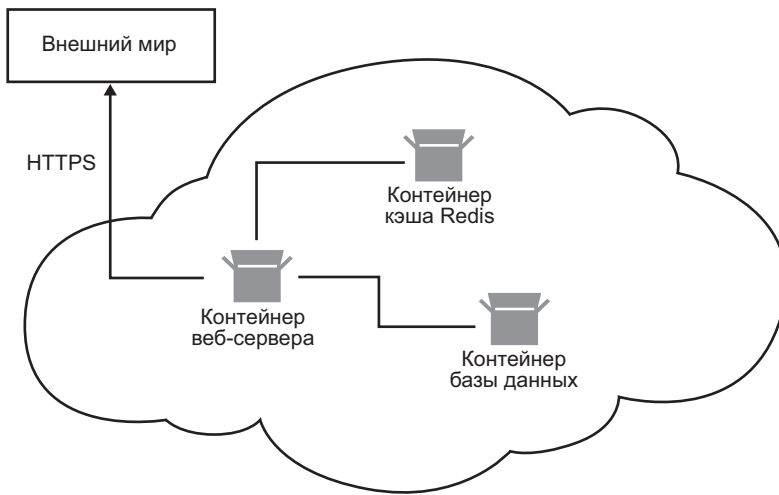 Внешний мир
HTTPS
Контейнер
кэша Redis
Контейнер
веб-сервера
Контейнер
базы данных